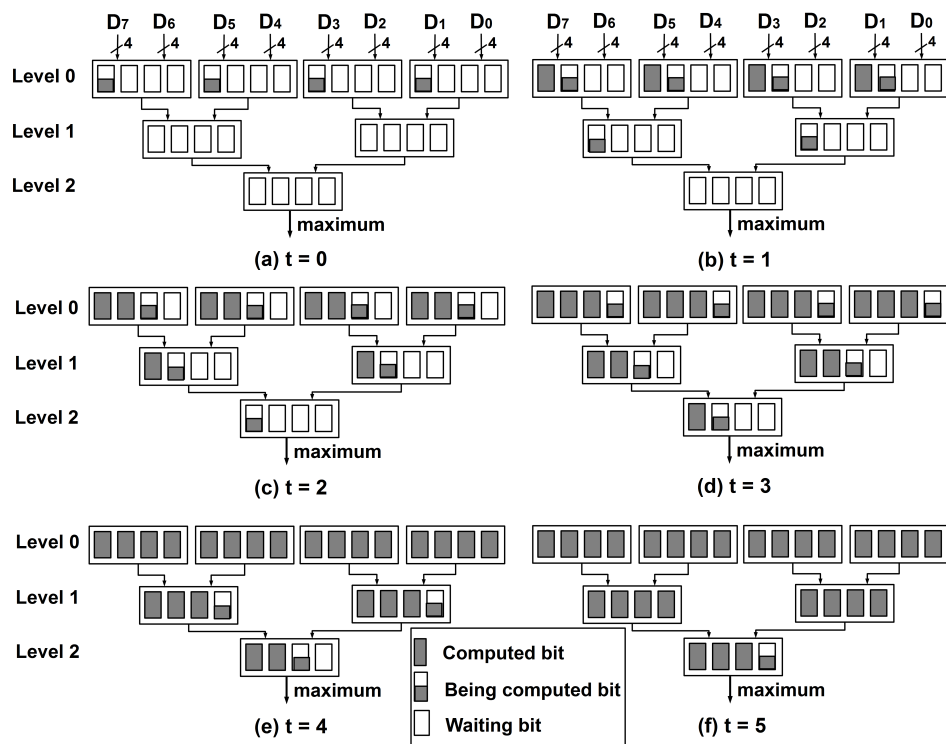 D7 D6 D5 D4 D3 D2 D1 D0
4 4 4 4 4 4 4 4
Level 0
Level 1
Level 2
maximum
(a) t = 0
D7 D6 D5 D4 D3 D2 D1 D0
4 4 4 4 4 4 4 4
maximum
(b) t = 1
Level 0
Level 1
Level 2
maximum
(c) t = 2
maximum
(d) t = 3
Level 0
Level 1
Level 2
maximum
(e) t = 4
Computed bit
Being computed bit
Waiting bit
maximum
(f) t = 5